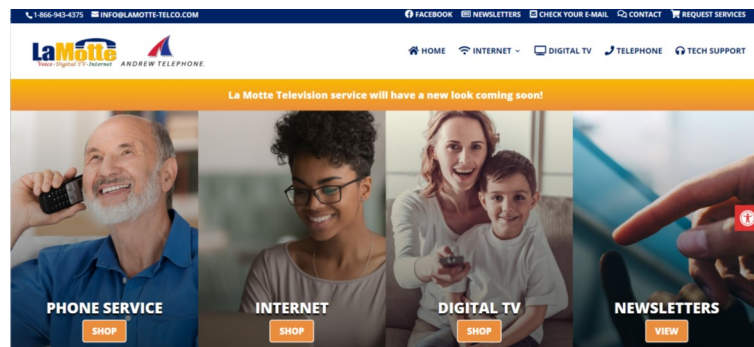 1-866-943-4375 INFO@LAMOTTE-TELCO.COM FACEBOOK NEWSLETTERS CHECK YOUR E-MAIL CONTACT REQUEST SERVICES
LaMotte
Voice-Digital TV-Internet ANDREW TELEPHONE.
HOME INTERNET DIGITAL TV TELEPHONE TECH SUPPORT
La Motte Television service will have a new look coming soon!
PHONE SERVICE
SHOP
INTERNET
SHOP
DIGITAL TV
SHOP
NEWSLETTERS
VIEW